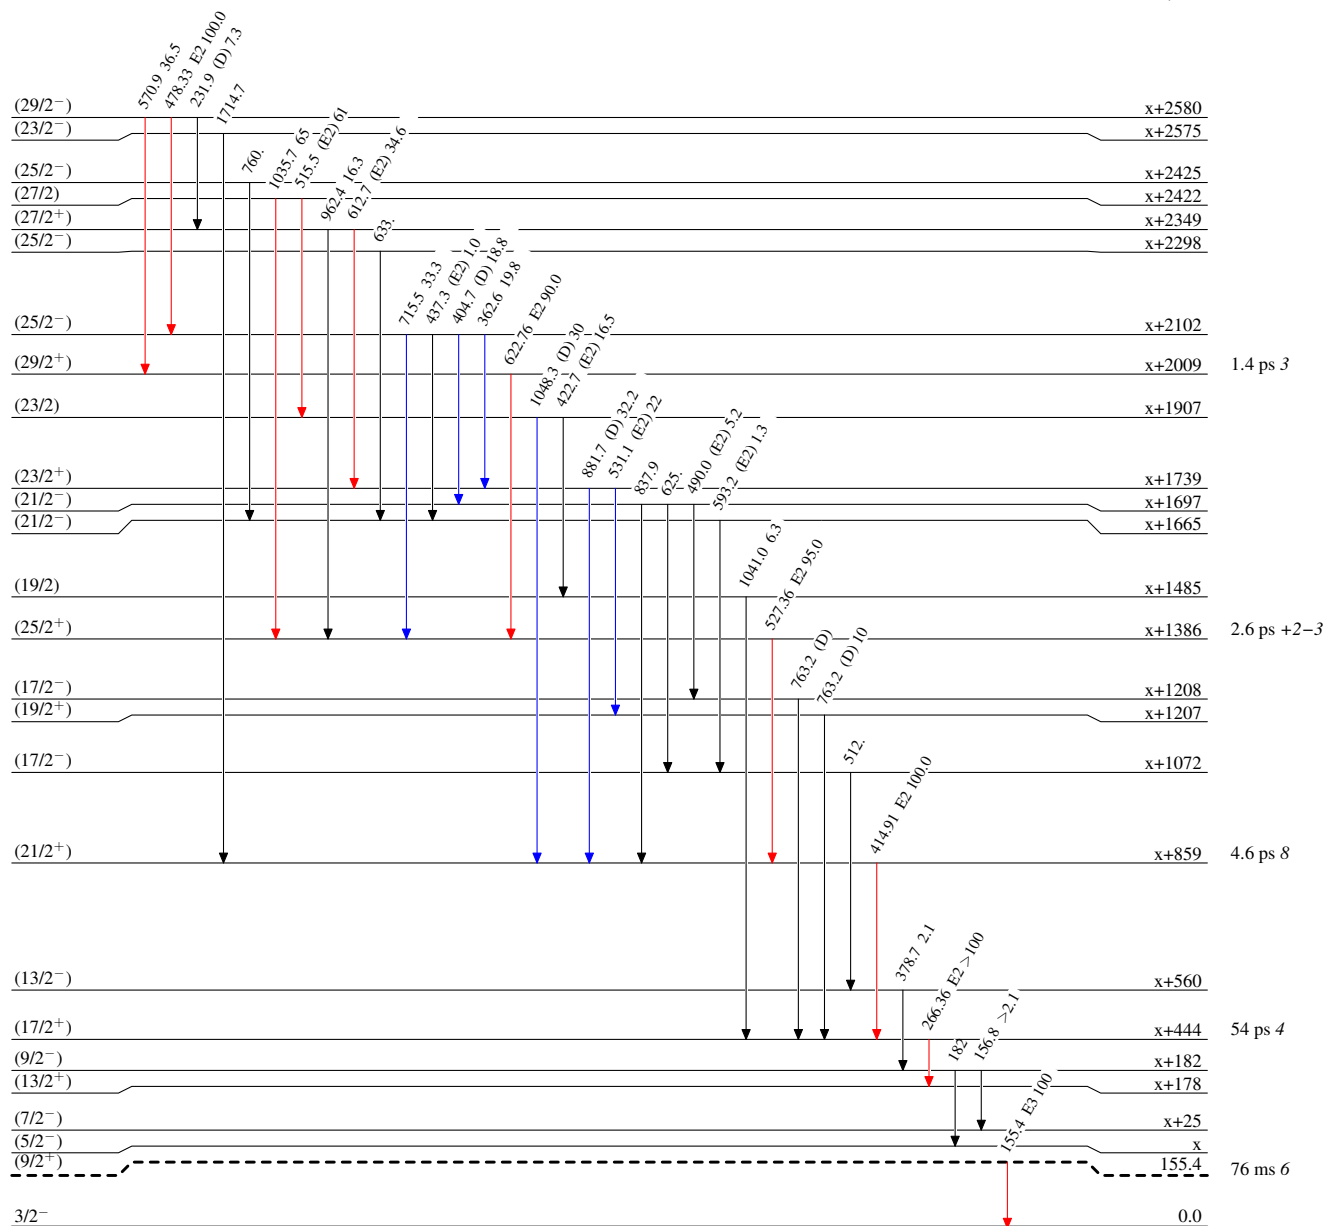 570.9 36.5
478.33 E2 100.0
231.9 (D) 7.3
1714.7
(29/2−) x+2580
(23/2−) x+2575
760.
1035.7 65
515.5 (E2) 61
962.4 16.3
612.7 (E2) 34.6
633.
(25/2−) x+2425
(27/2) x+2422
(27/2+) x+2349
(25/2−) x+2298
715.5 33.3
437.3 (E2) 1.0
404.7 (D) 18.8
362.6 19.8
622.76 E2 90.0
(25/2−) x+2102
(29/2+) x+2009 1.4 ps 3
1048.3 (D) 30
422.7 (E2) 16.5
(23/2) x+1907
881.7 (D) 32.2
531.1 (E2) 22
837.9
625.
490.0 (E2) 5.2
593.2 (E2) 1.3
(23/2+) x+1739
(21/2−) x+1697
(21/2−) x+1665
1041.0 6.3
527.36 E2 95.0
(19/2) x+1485
(25/2+) x+1386 2.6 ps +2−3
763.2 (D)
763.2 (D) 10
(17/2−) x+1208
(19/2+) x+1207
512.
(17/2−) x+1072
414.91 E2 100.0
(21/2+) x+859 4.6 ps 8
378.7 2.1
266.36 E2 >100
(13/2−) x+560
(17/2+) x+444 54 ps 4
182
156.8 >2.1
(9/2−) x+182
(13/2+) x+178
155.4 E3 100
(7/2−) x+25
(5/2−) x
(9/2+) 155.4 76 ms 6
3/2− 0.0